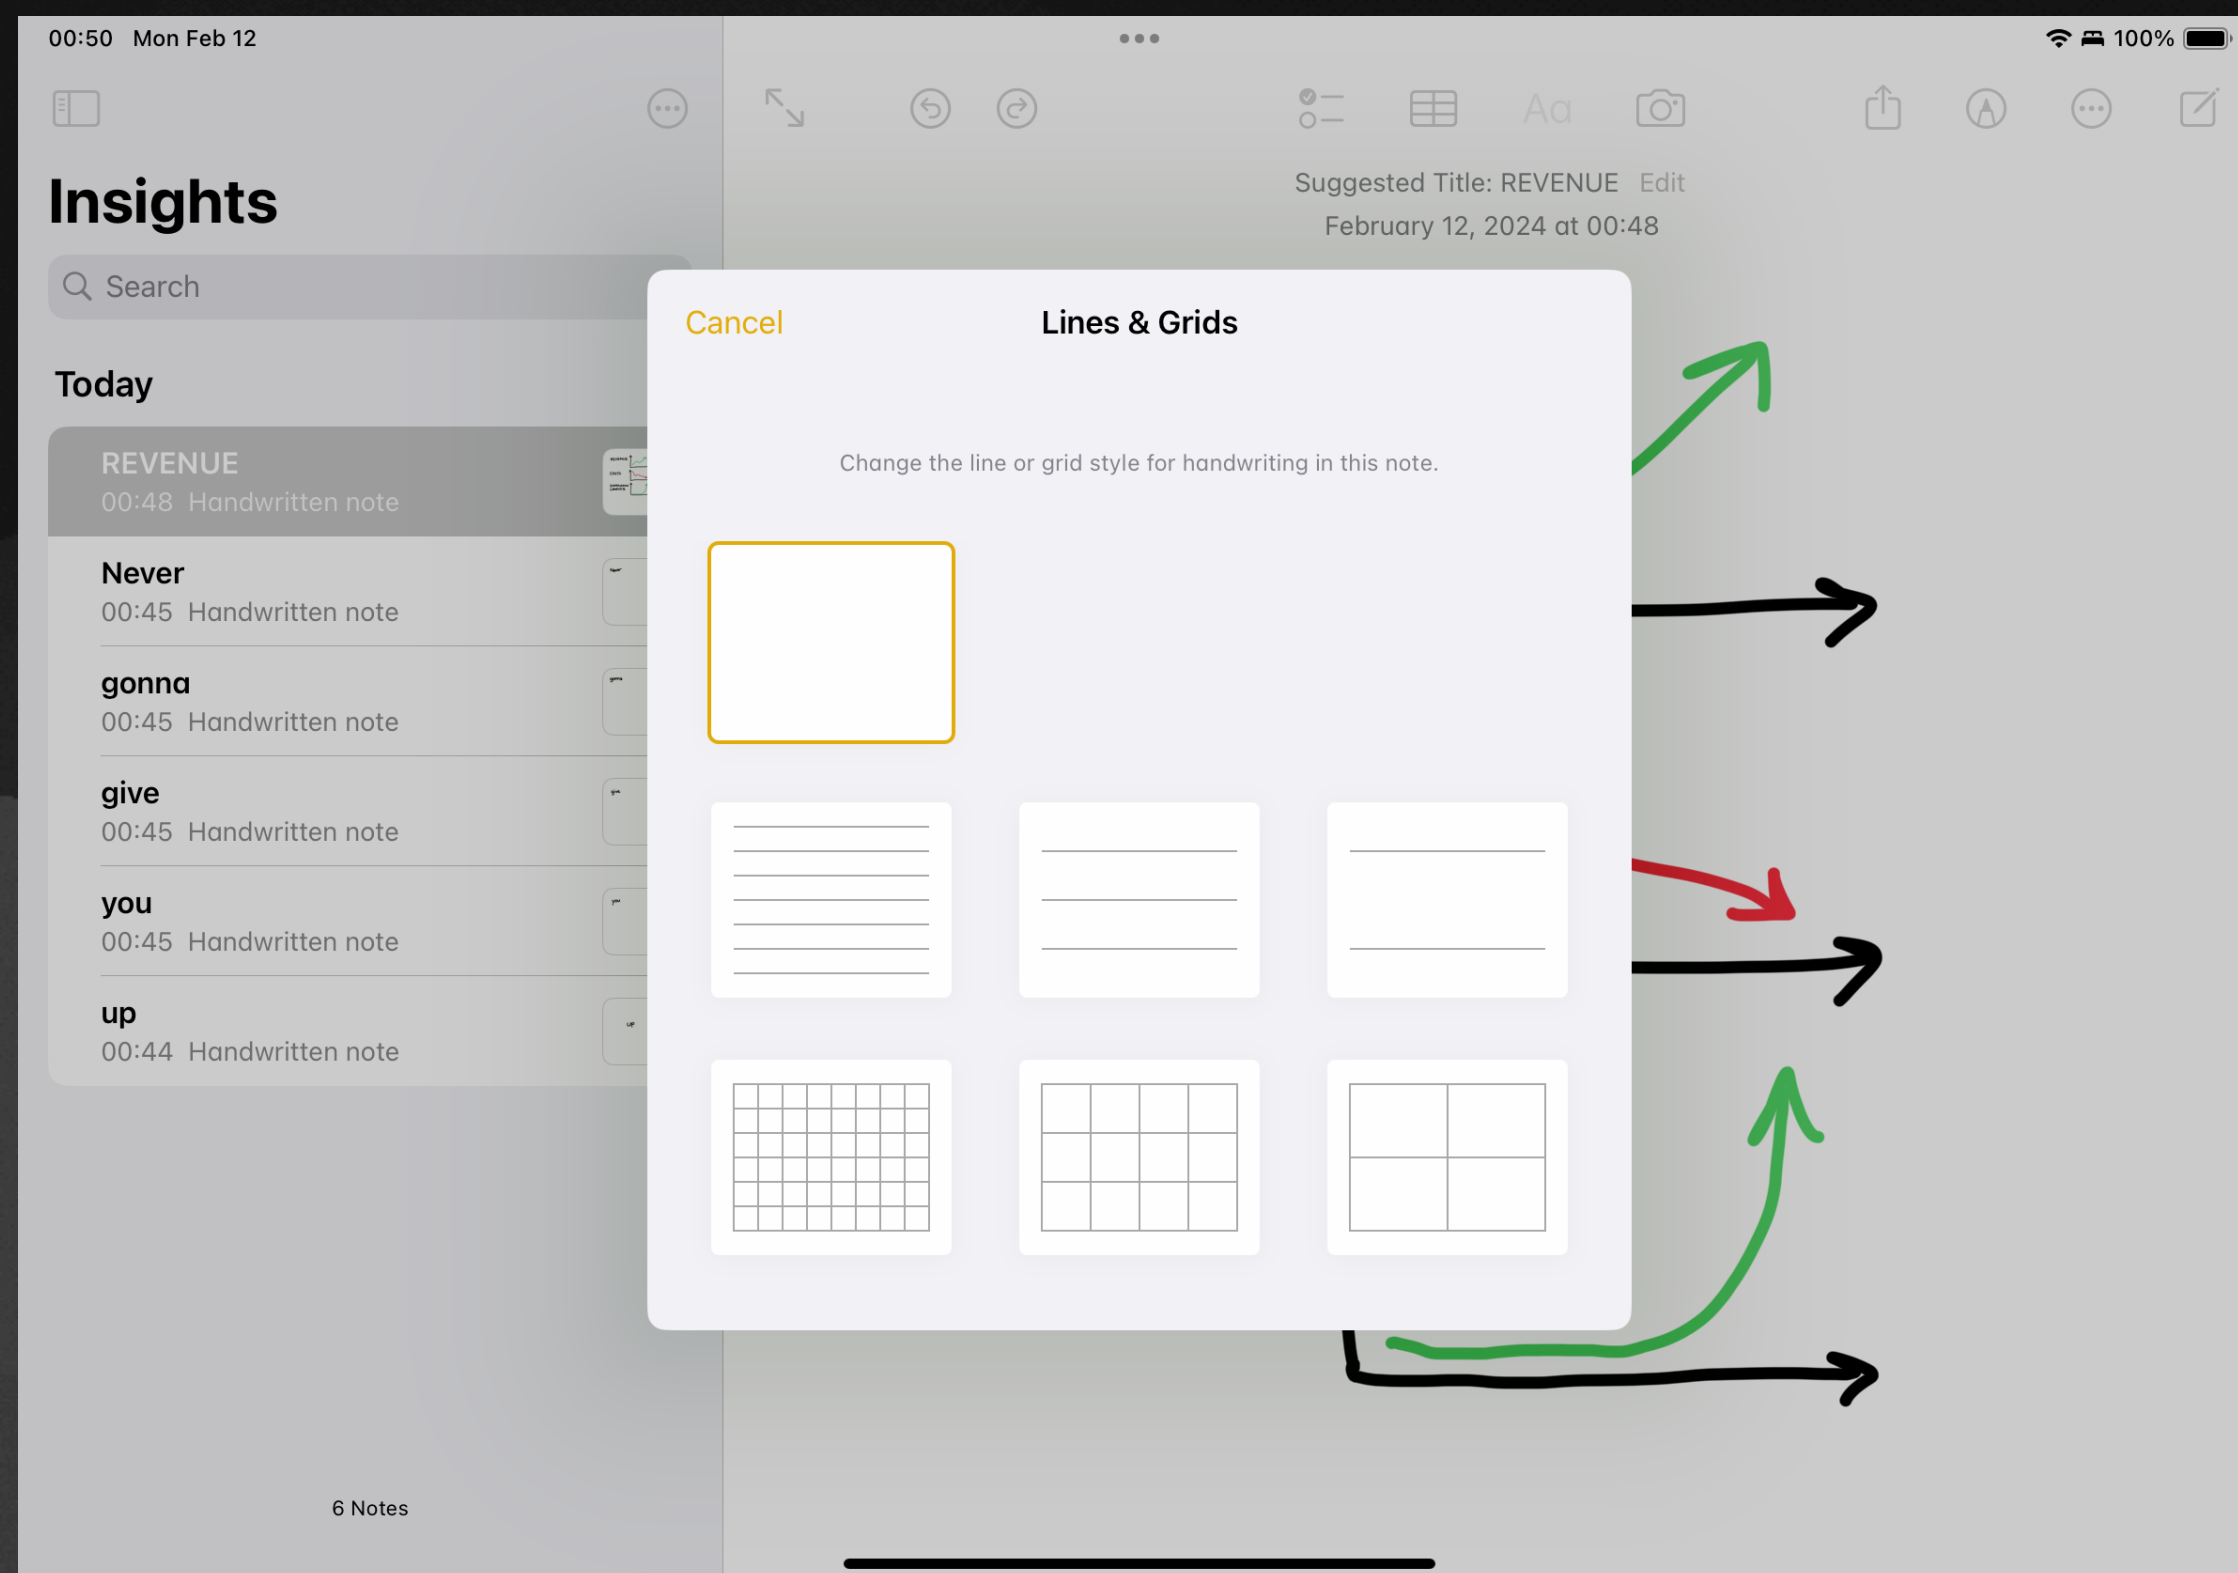 00:50 Mon Feb 12
100%
Aa
Insights
Suggested Title: REVENUE Edit
February 12, 2024 at 00:48
Search
Cancel
Lines & Grids
Today
Change the line or grid style for handwriting in this note.
REVENUE
00:48 Handwritten note
Never
00:45 Handwritten note
gonna
00:45 Handwritten note
give
00:45 Handwritten note
you
00:45 Handwritten note
up
00:44 Handwritten note
up
6 Notes